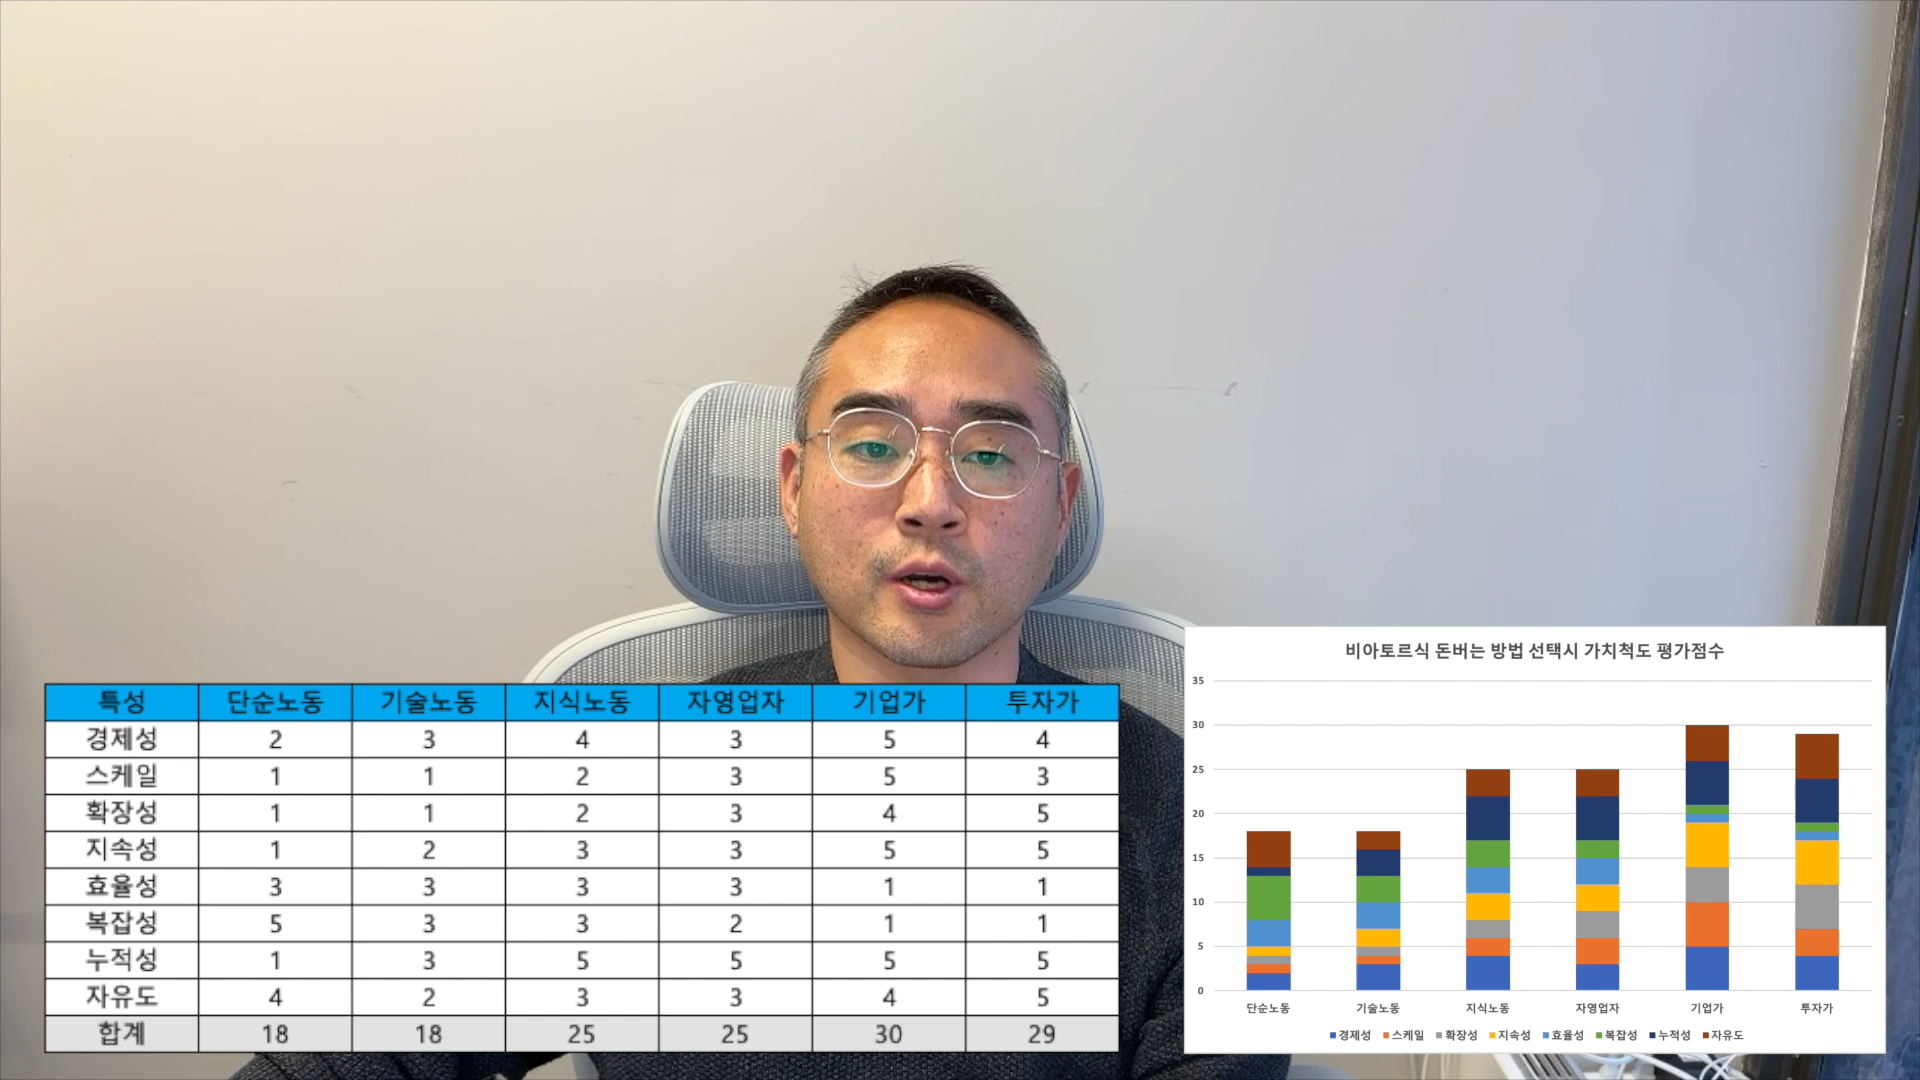 특성 단순노동 기술노동 지식노동 자영업자 기업가 투자가
경제성 2 3 4 3 5 4
스케일 1 1 2 3 5 3
확장성 1 1 2 3 4 5
지속성 1 2 3 3 5 5
효율성 3 3 3 3 1 1
복잡성 5 3 3 2 1 1
누적성 1 3 5 5 5 5
자유도 4 2 3 3 4 5
합계 18 18 25 25 30 29
비아토르식 돈버는 방법 선택시 가치척도 평가점수
35
30
25
20
15
10
5
0
단순노동 기술노동 지식노동 자영업자 기업가 투자가
경제성 스케일 확장성 지속성 효율성 복잡성 누적성 자유도